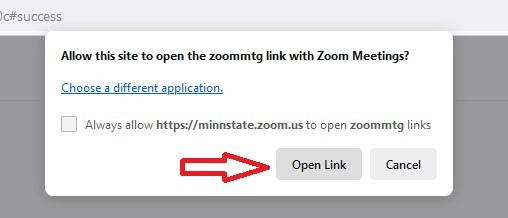 0c#success
Allow this site to open the zoommtg link with Zoom Meetings?
Choose a different application.
Always allow https://minnstate.zoom.us to open zoommtg links
Open Link Cancel